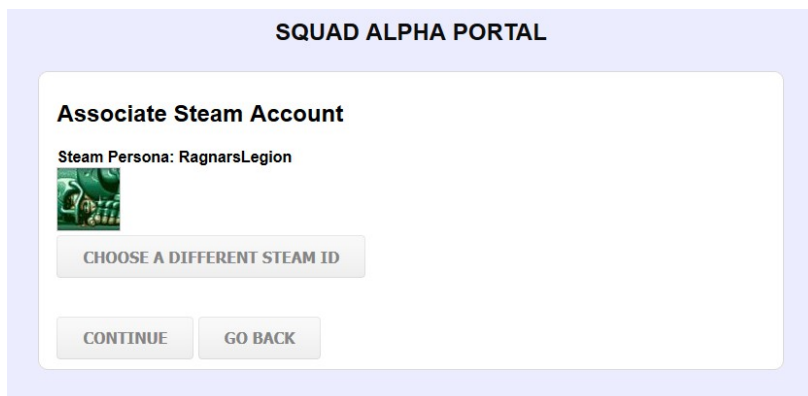 SQUAD ALPHA PORTAL
Associate Steam Account
Steam Persona: RagnarsLegion
CHOOSE A DIFFERENT STEAM ID
CONTINUE GO BACK